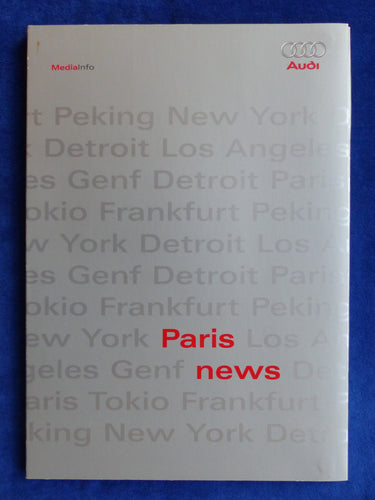 MediaInfo
Audi
rt Peking New York D
k Detroit Los Angeles
es Genf Detroit Paris
Tokio Frankfurt Peking
ew York Detroit Los A
es Genf Detroit Paris
okio Frankfurt Peking
ew York Paris Los A
geles Genf news De
aris Tokio Frankfurt
king New York Detr